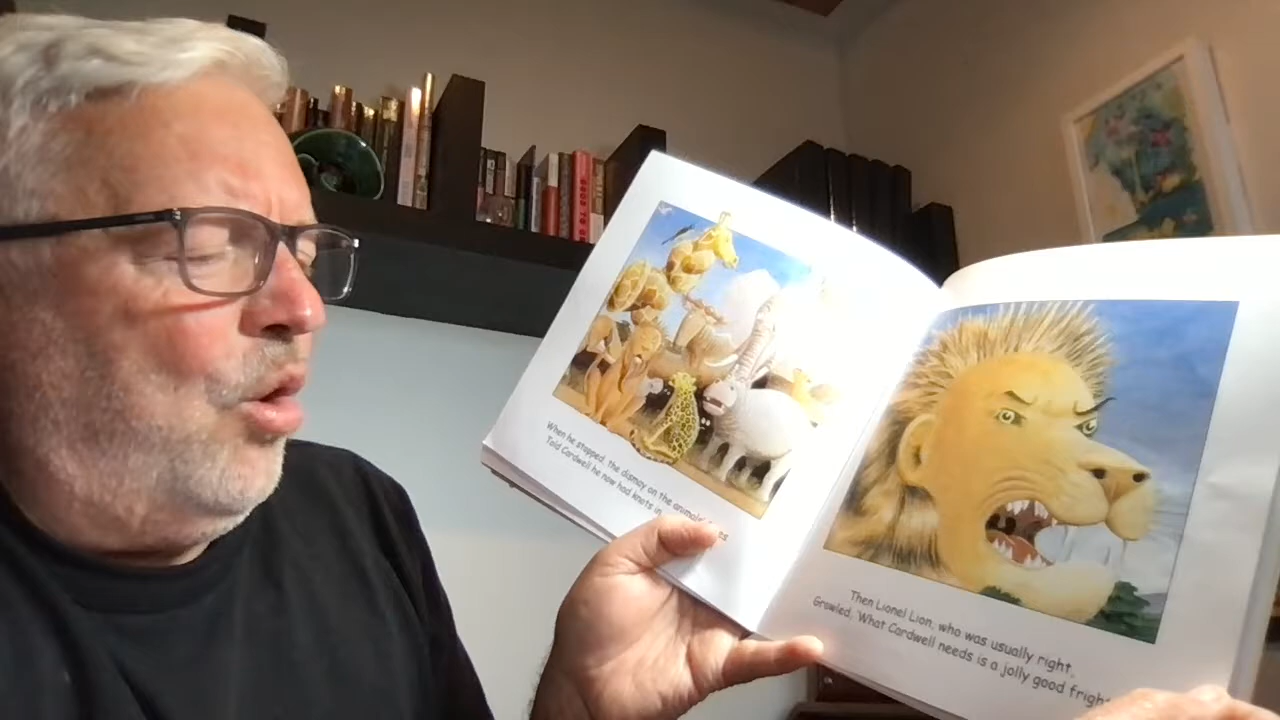 When he stopped, the dismay on the animals'
Told Cardwell he now had knots in
Then Lionel Lion, who was usually right,
Growled, 'What Cardwell needs is a jolly good fright